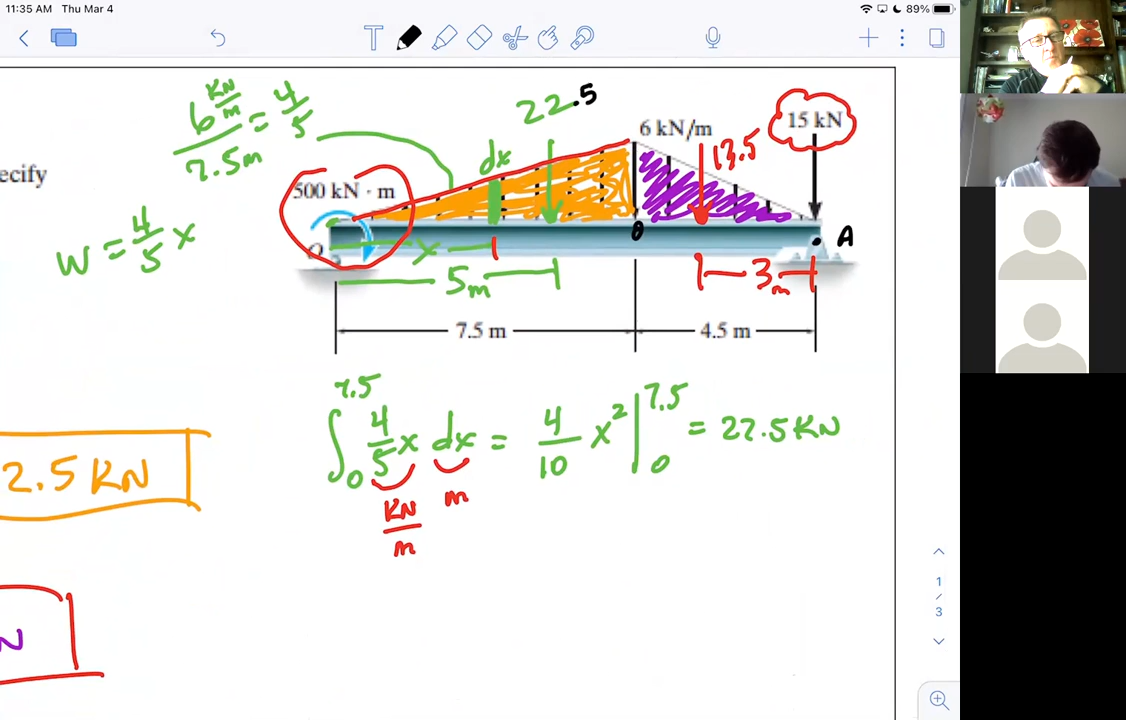 11:35 AM Thu Mar 4
89%
T
ecify
6 KN/m / 7.5m = 4/5
22.5
dx
6 kN/m
15 kN
13.5
500 kN · m
w = 4/5 x
O
x
B
A
5m
3m
7.5 m
4.5 m
∫₀^7.5 4/5 x dx = 4/10 x² |₀^7.5 = 22.5 KN
KN/m
m
2.5 KN
N
1
/
3